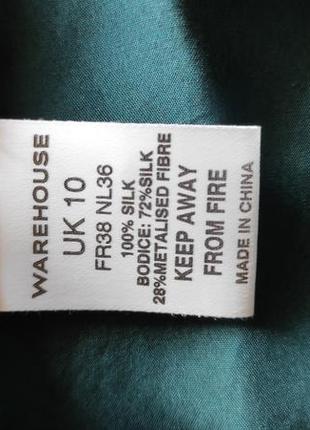 WAREHOUSE
UK 10
FR38 NL36
100% SILK
BODICE: 72%SILK
28%METALISED FIBRE
KEEP AWAY
FROM FIRE
MADE IN CHINA